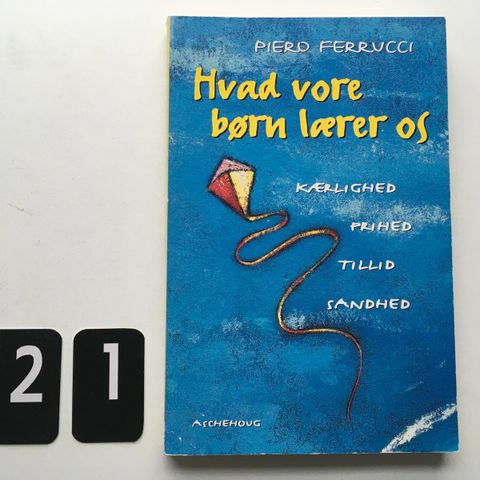 PIERO FERRUCCI
Hvad vore
børn lærer os
KÆRLIGHED
FRIHED
TILLID
SANDHED
ASCHEHOUG
2 1